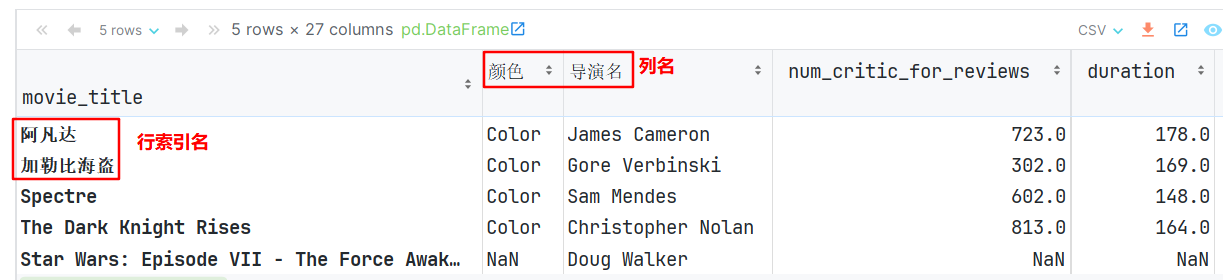 5 rows 5 rows × 27 columns pd.DataFrame CSV
颜色 导演名 列名 num_critic_for_reviews duration
movie_title
阿凡达 行索引名 Color James Cameron 723.0 178.0
加勒比海盗 Color Gore Verbinski 302.0 169.0
Spectre Color Sam Mendes 602.0 148.0
The Dark Knight Rises Color Christopher Nolan 813.0 164.0
Star Wars: Episode VII - The Force Awak… NaN Doug Walker NaN NaN